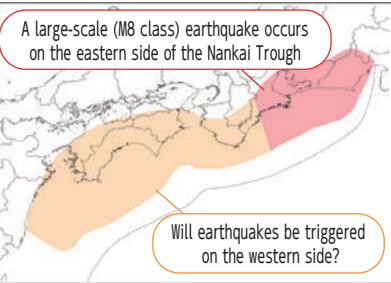 A large-scale (M8 class) earthquake occurs
on the eastern side of the Nankai Trough
Will earthquakes be triggered
on the western side?